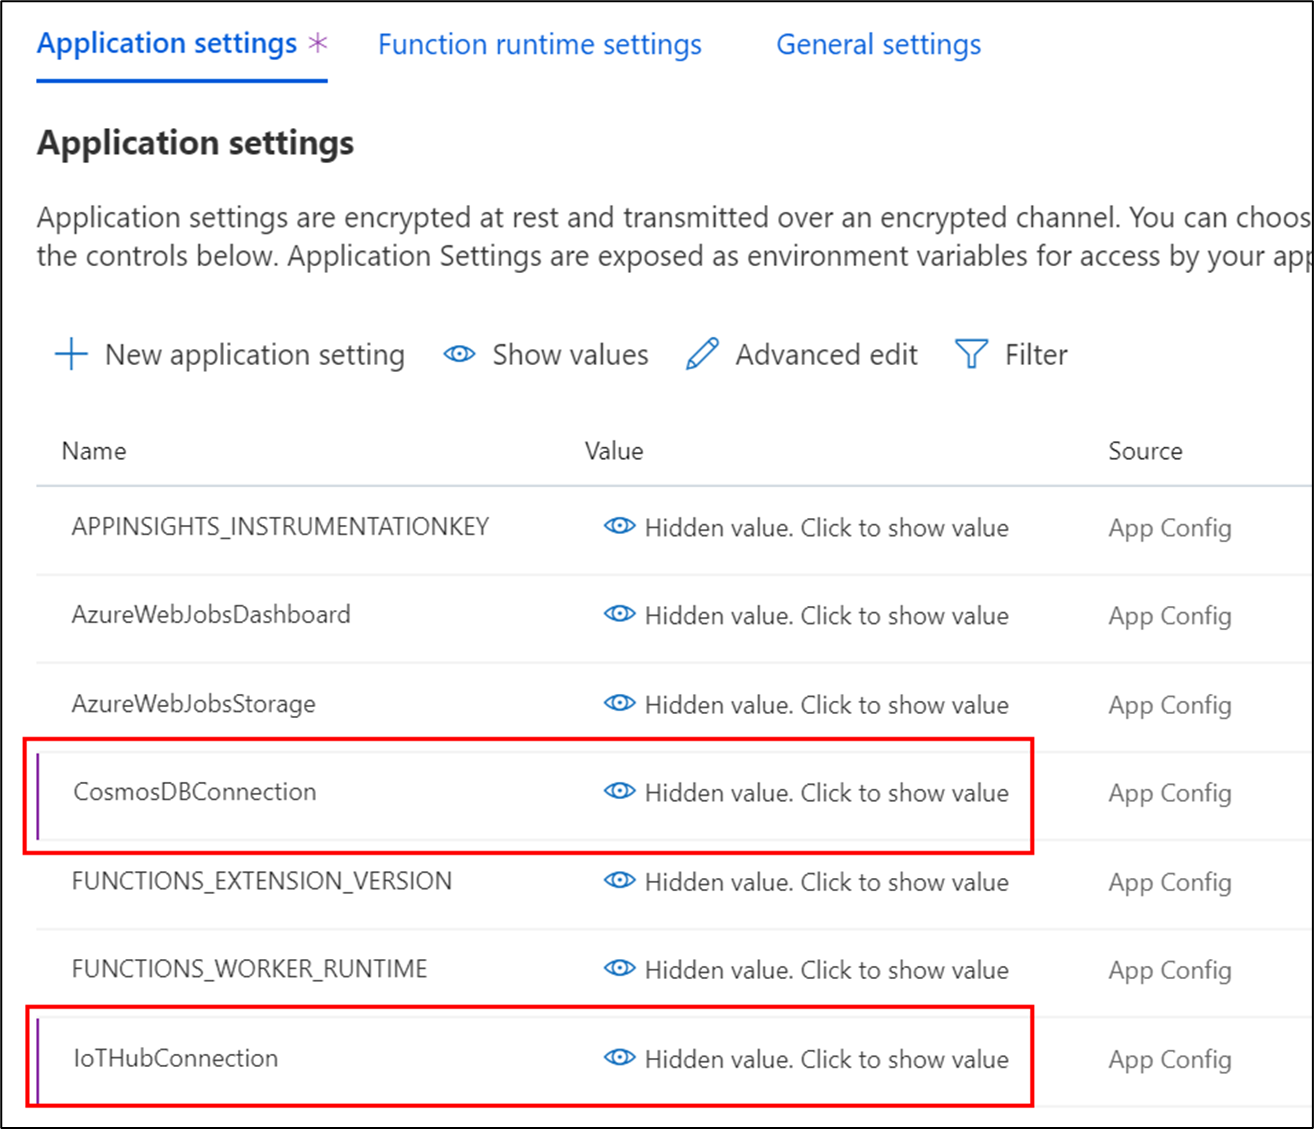 Application settings * Function runtime settings General settings
Application settings
Application settings are encrypted at rest and transmitted over an encrypted channel. You can choos
the controls below. Application Settings are exposed as environment variables for access by your app
New application setting Show values Advanced edit Filter
Name Value Source
APPINSIGHTS_INSTRUMENTATIONKEY Hidden value. Click to show value App Config
AzureWebJobsDashboard Hidden value. Click to show value App Config
AzureWebJobsStorage Hidden value. Click to show value App Config
CosmosDBConnection Hidden value. Click to show value App Config
FUNCTIONS_EXTENSION_VERSION Hidden value. Click to show value App Config
FUNCTIONS_WORKER_RUNTIME Hidden value. Click to show value App Config
IoTHubConnection Hidden value. Click to show value App Config